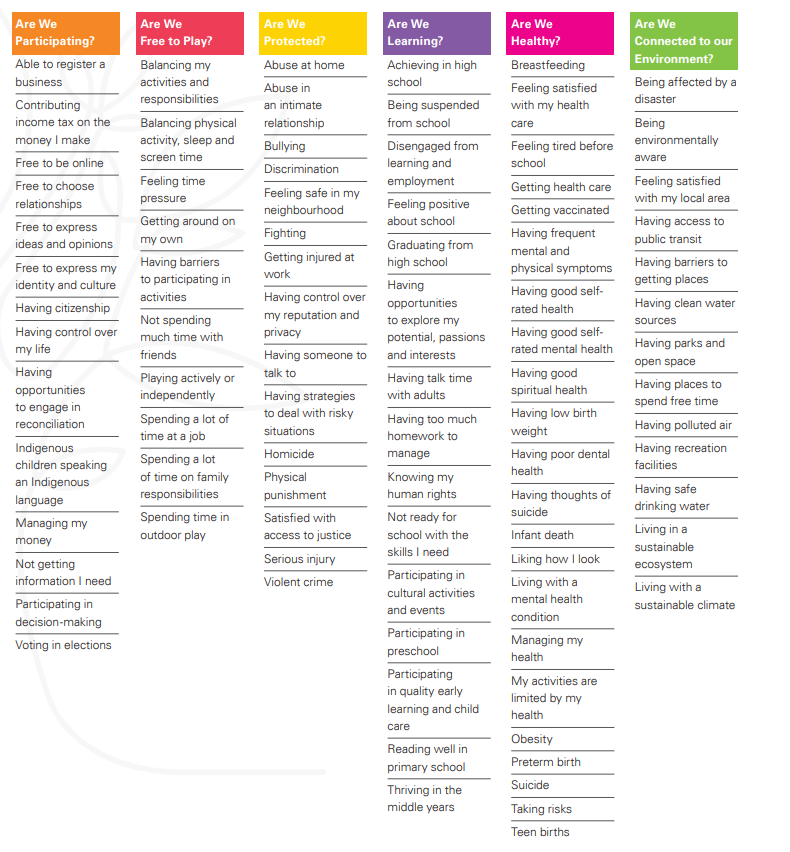 Are We
Participating?
Able to register a
business
Contributing
income tax on the
money I make
Free to be online
Free to choose
relationships
Free to express
ideas and opinions
Free to express my
identity and culture
Having citizenship
Having control over
my life
Having
opportunities
to engage in
reconciliation
Indigenous
children speaking
an Indigenous
language
Managing my
money
Not getting
information I need
Participating in
decision-making
Voting in elections
Are We
Free to Play?
Balancing my
activities and
responsibilities
Balancing physical
activity, sleep and
screen time
Feeling time
pressure
Getting around on
my own
Having barriers
to participating in
activities
Not spending
much time with
friends
Playing actively or
independently
Spending a lot of
time at a job
Spending a lot
of time on family
responsibilities
Spending time in
outdoor play
Are We
Protected?
Abuse at home
Abuse in
an intimate
relationship
Bullying
Discrimination
Feeling safe in my
neighbourhood
Fighting
Getting injured at
work
Having control over
my reputation and
privacy
Having someone to
talk to
Having strategies
to deal with risky
situations
Homicide
Physical
punishment
Satisfied with
access to justice
Serious injury
Violent crime
Are We
Learning?
Achieving in high
school
Being suspended
from school
Disengaged from
learning and
employment
Feeling positive
about school
Graduating from
high school
Having
opportunities
to explore my
potential, passions
and interests
Having talk time
with adults
Having too much
homework to
manage
Knowing my
human rights
Not ready for
school with the
skills I need
Participating in
cultural activities
and events
Participating in
preschool
Participating
in quality early
learning and child
care
Reading well in
primary school
Thriving in the
middle years
Are We
Healthy?
Breastfeeding
Feeling satisfied
with my health
care
Feeling tired before
school
Getting health care
Getting vaccinated
Having frequent
mental and
physical symptoms
Having good self-
rated health
Having good self-
rated mental health
Having good
spiritual health
Having low birth
weight
Having poor dental
health
Having thoughts of
suicide
Infant death
Liking how I look
Living with a
mental health
condition
Managing my
health
My activities are
limited by my
health
Obesity
Preterm birth
Suicide
Taking risks
Teen births
Are We
Connected to our
Environment?
Being affected by a
disaster
Being
environmentally
aware
Feeling satisfied
with my local area
Having access to
public transit
Having barriers to
getting places
Having clean water
sources
Having parks and
open space
Having places to
spend free time
Having polluted air
Having recreation
facilities
Having safe
drinking water
Living in a
sustainable
ecosystem
Living with a
sustainable climate